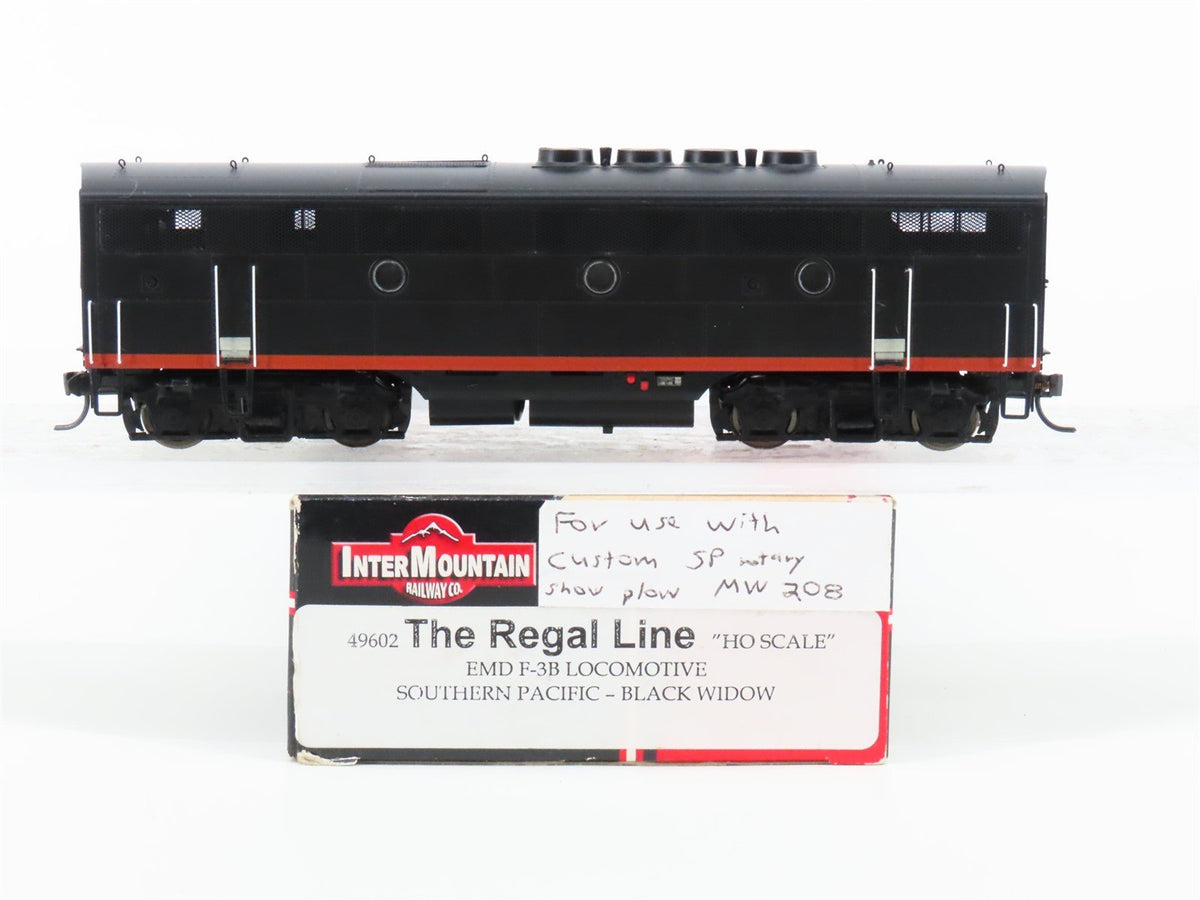 For use with
custom SP rotary
show plow MW 208
INTERMOUNTAIN
RAILWAY CO.
49602 The Regal Line "HO SCALE"
EMD F-3B LOCOMOTIVE
SOUTHERN PACIFIC – BLACK WIDOW